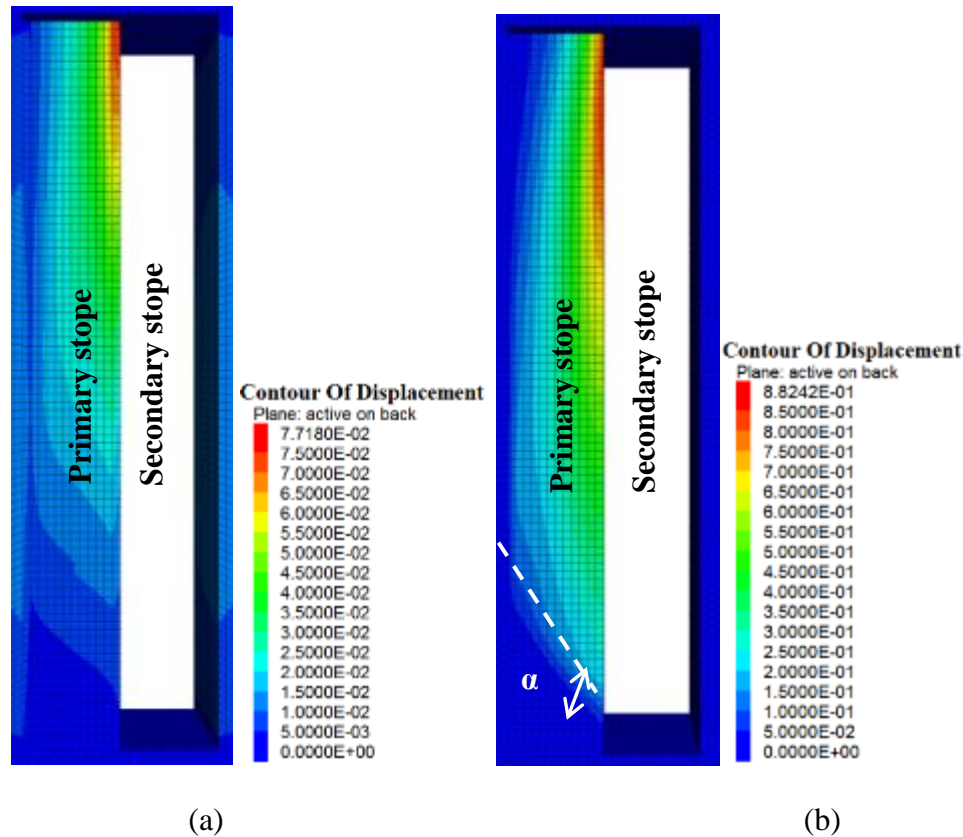 Primary stope
Secondary stope
Contour Of Displacement
Plane: active on back
7.7180E-02
7.5000E-02
7.0000E-02
6.5000E-02
6.0000E-02
5.5000E-02
5.0000E-02
4.5000E-02
4.0000E-02
3.5000E-02
3.0000E-02
2.5000E-02
2.0000E-02
1.5000E-02
1.0000E-02
5.0000E-03
0.0000E+00
(a)
Primary stope
Secondary stope
α
Contour Of Displacement
Plane: active on back
8.8242E-01
8.5000E-01
8.0000E-01
7.5000E-01
7.0000E-01
6.5000E-01
6.0000E-01
5.5000E-01
5.0000E-01
4.5000E-01
4.0000E-01
3.5000E-01
3.0000E-01
2.5000E-01
2.0000E-01
1.5000E-01
1.0000E-01
5.0000E-02
0.0000E+00
(b)